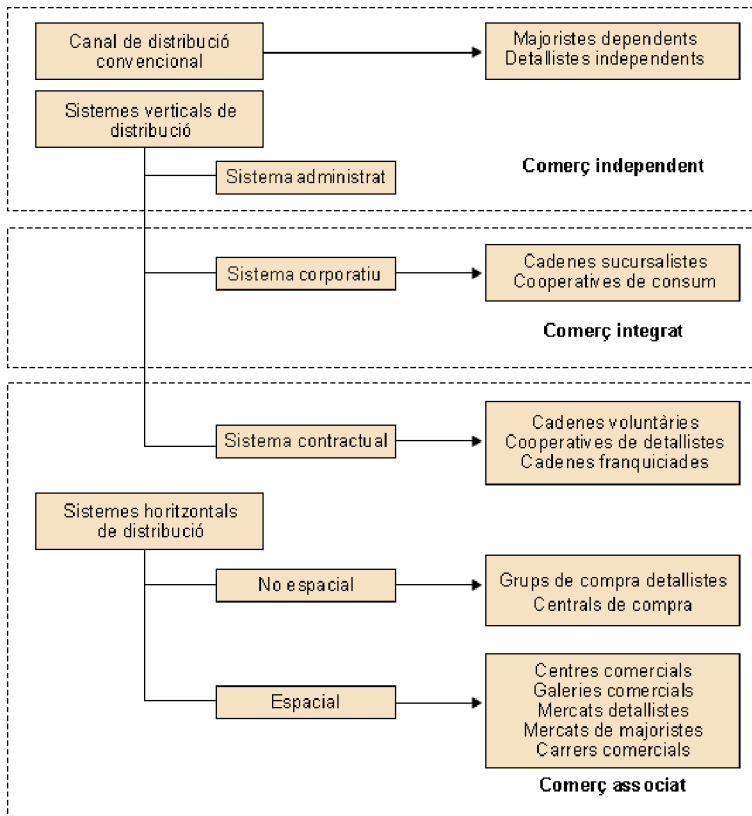 Canal de distribució
convencional
Majoristes dependents
Detallistes independents
Sistemes verticals de
distribució
Comerç independent
Sistema administrat
Sistema corporatiu
Cadenes sucursalistes
Cooperatives de consum
Comerç integrat
Sistema contractual
Cadenes voluntàries
Cooperatives de detallistes
Cadenes franquiciades
Sistemes horitzontals
de distribució
No espacial
Grups de compra detallistes
Centrals de compra
Espacial
Centres comercials
Galeries comercials
Mercats detallistes
Mercats de majoristes
Carrers comercials
Comerç associat